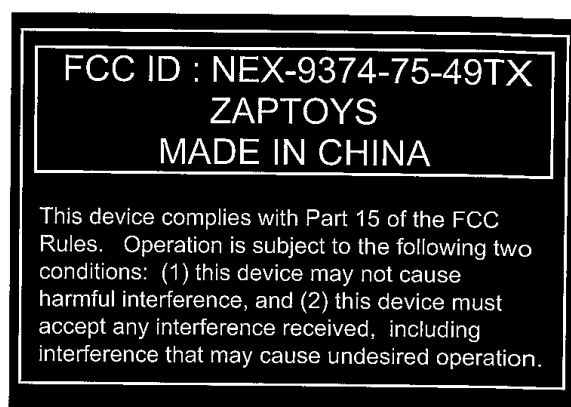 FCC ID : NEX-9374-75-49TX
ZAPTOYS
MADE IN CHINA
This device complies with Part 15 of the FCC
Rules.   Operation is subject to the following two
conditions:  (1) this device may not cause
harmful interference, and (2) this device must
accept any interference received,  including
interference that may cause undesired operation.